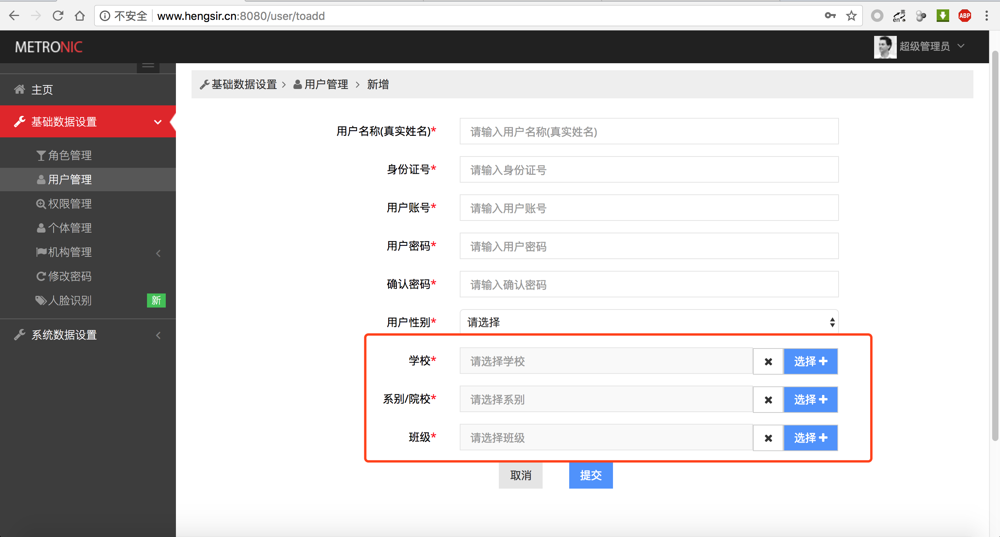 不安全 www.hengsir.cn:8080/user/toadd
英
en
ABP
METRONIC
超级管理员
主页
基础数据设置
角色管理
用户管理
权限管理
个体管理
机构管理
修改密码
人脸识别 新
系统数据设置
基础数据设置 > 用户管理 > 新增
用户名称(真实姓名)* 请输入用户名称(真实姓名)
身份证号* 请输入身份证号
用户账号* 请输入用户账号
用户密码* 请输入用户密码
确认密码* 请输入确认密码
用户性别* 请选择
学校* 请选择学校 选择
系别/院校* 请选择系别 选择
班级* 请选择班级 选择
取消 提交